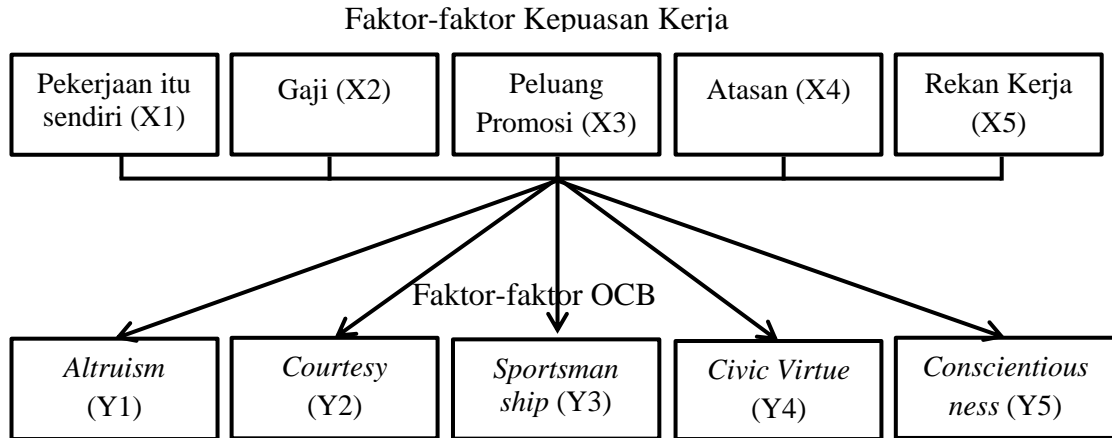 Faktor-faktor Kepuasan Kerja
Pekerjaan itu
sendiri (X1)
Gaji (X2)
Peluang
Promosi (X3)
Atasan (X4)
Rekan Kerja
(X5)
Faktor-faktor OCB
Altruism
(Y1)
Courtesy
(Y2)
Sportsman
ship (Y3)
Civic Virtue
(Y4)
Conscientious
ness (Y5)